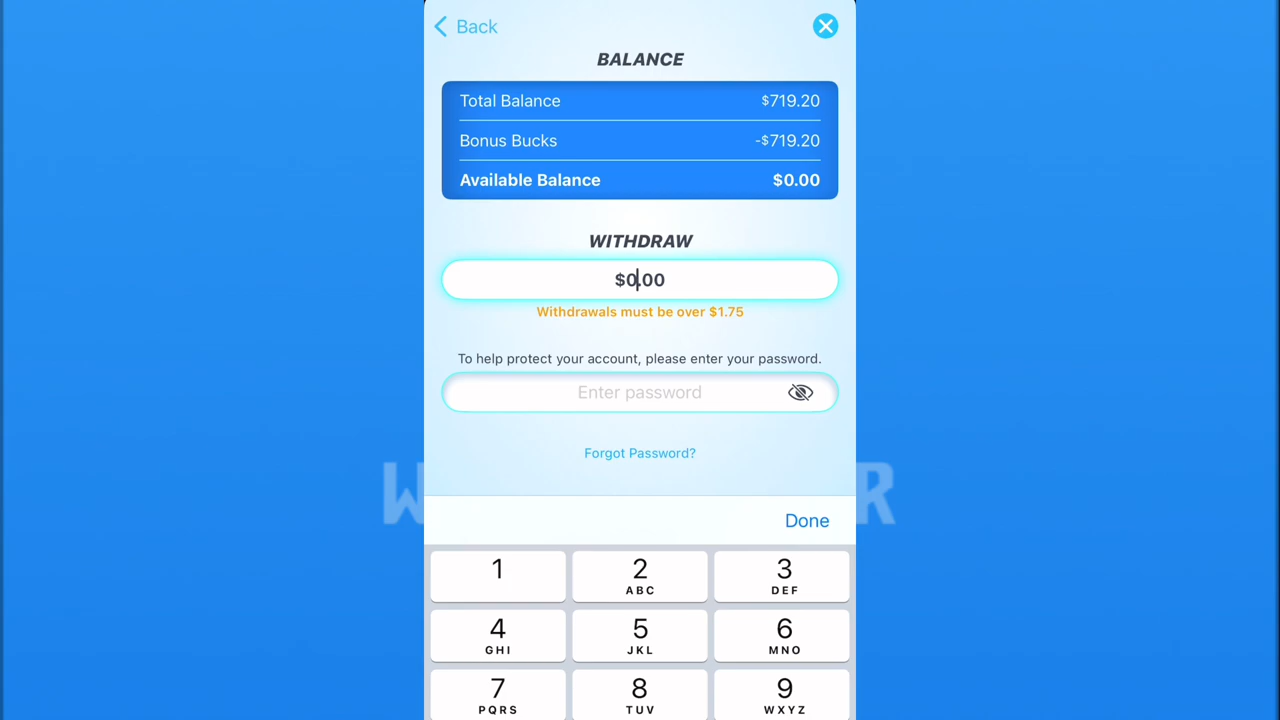 Back
BALANCE
Total Balance $719.20
Bonus Bucks -$719.20
Available Balance $0.00
WITHDRAW
$0.00
Withdrawals must be over $1.75
To help protect your account, please enter your password.
Enter password
Forgot Password?
W R
Done
1 2 3
ABC DEF
4 5 6
GHI JKL MNO
7 8 9
PQRS TUV WXYZ